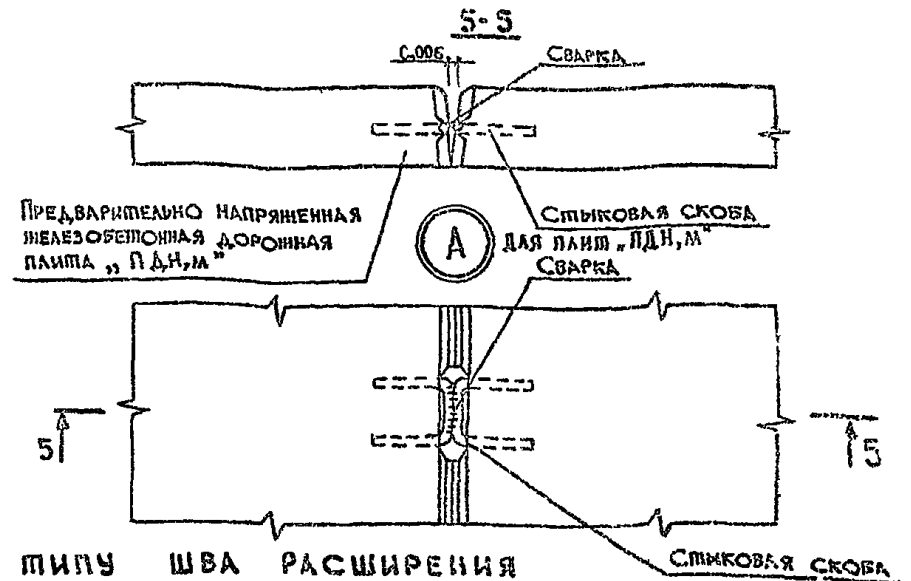 5-5
0,006
СВАРКА
ПРЕДВАРИТЕЛЬНО НАПРЯЖЕННАЯ
ЖЕЛЕЗОБЕТОННАЯ ДОРОЖНАЯ
ПЛИТА „ПДН,М"
А
СТЫКОВАЯ СКОБА
ДЛЯ ПЛИТ „ПДН,М"
СВАРКА
5
5
ТИПУ ШВА РАСШИРЕНИЯ
СТЫКОВАЯ СКОБА